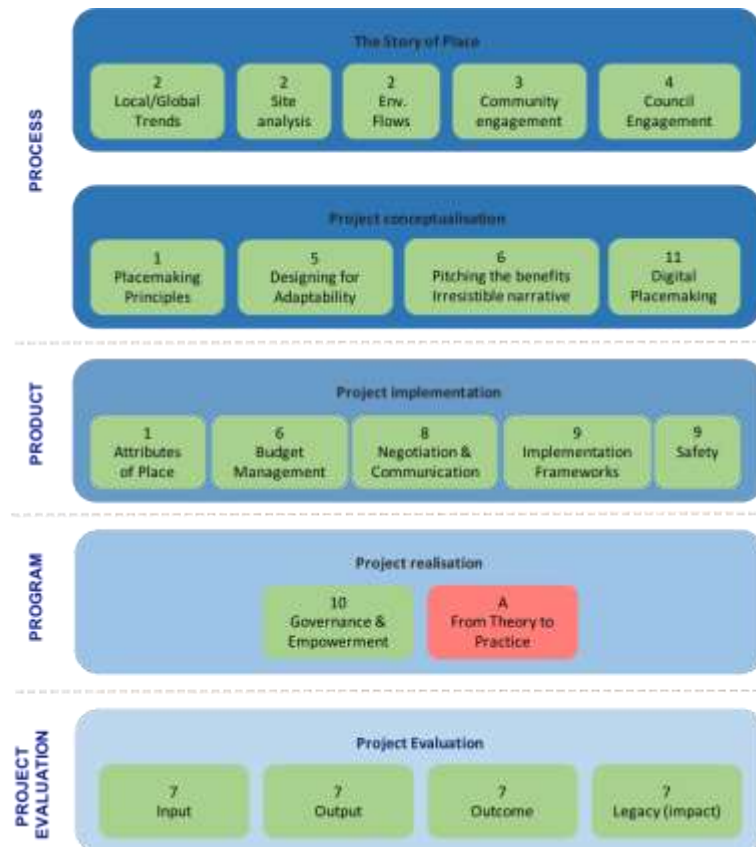 PROCESS
The Story of Place
2
Local/Global
Trends
2
Site
analysis
2
Env.
Flows
3
Community
engagement
4
Council
Engagement
Project conceptualisation
1
Placemaking
Principles
5
Designing for
Adaptability
6
Pitching the benefits
Irresistible narrative
11
Digital
Placemaking
PRODUCT
Project implementation
1
Attributes
of Place
6
Budget
Management
8
Negotiation &
Communication
9
Implementation
Frameworks
9
Safety
PROGRAM
Project realisation
10
Governance &
Empowerment
A
From Theory to
Practice
PROJECT
EVALUATION
Project Evaluation
7
Input
7
Output
7
Outcome
7
Legacy (impact)